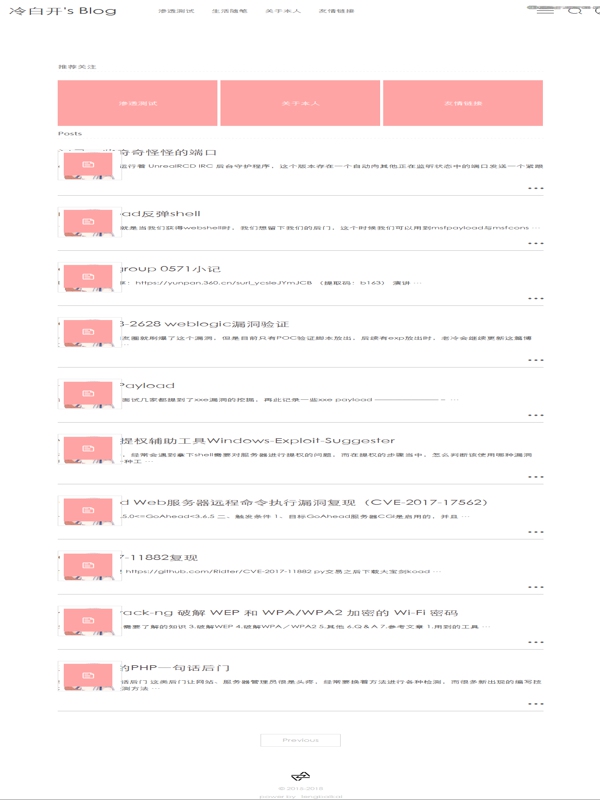 冷白开's Blog
渗透测试 生活随笔 关于本人 友情链接
推荐关注
渗透测试 关于本人 友情链接
Posts
奇奇怪怪的端口
运行着 UnrealRCD IRC 后台守护程序，这个版本存在一个自动向其他正在监听状态中的端口发送一个紧跟
ad反弹shell
就是当我们获得webshell时，我们想留下我们的后门，这个时候我们可以用到msfpayload与msfcons ···
group 0571小记
https://yunpan.360.cn/surl_ycsleJYmJCB （提取码：b163） 演讲 ···
8-2628 weblogic漏洞验证
友圈就刷爆了这个漏洞，但是目前只有POC验证脚本放出，后续有exp放出时，老冷会继续更新这篇博
Payload
测试几家都提到了xxe漏洞的挖掘，再此记录一些xxe payload
提权辅助工具Windows-Exploit-Suggester
，经常会遇到拿下shell需要对服务器进行提权的问题，而在提权的步骤当中，怎么判断该使用哪种漏洞
一种工 ···
d Web服务器远程命令执行漏洞复现（CVE-2017-17562）
5.0<=GoAhead<3.6.5 二、触发条件 1、目标GoAhead服务器CGI是启用的，并且 ···
7-11882复现
https://github.com/Ridter/CVE-2017-11882 py交易之后下载大宝剑koad ···
rack-ng 破解 WEP 和 WPA/WPA2 加密的 Wi-Fi 密码
需要了解的知识 3.破解WEP 4.破解WPA／WPA2 5.其他 6.Q & A 7.参考文章 1.用到的工具 ···
的PHP一句话后门
话后门 这类后门让网站、服务器管理员很是头疼，经常要换着方法进行各种检测，而很多新出现的编写技
测方法 ···
Previous